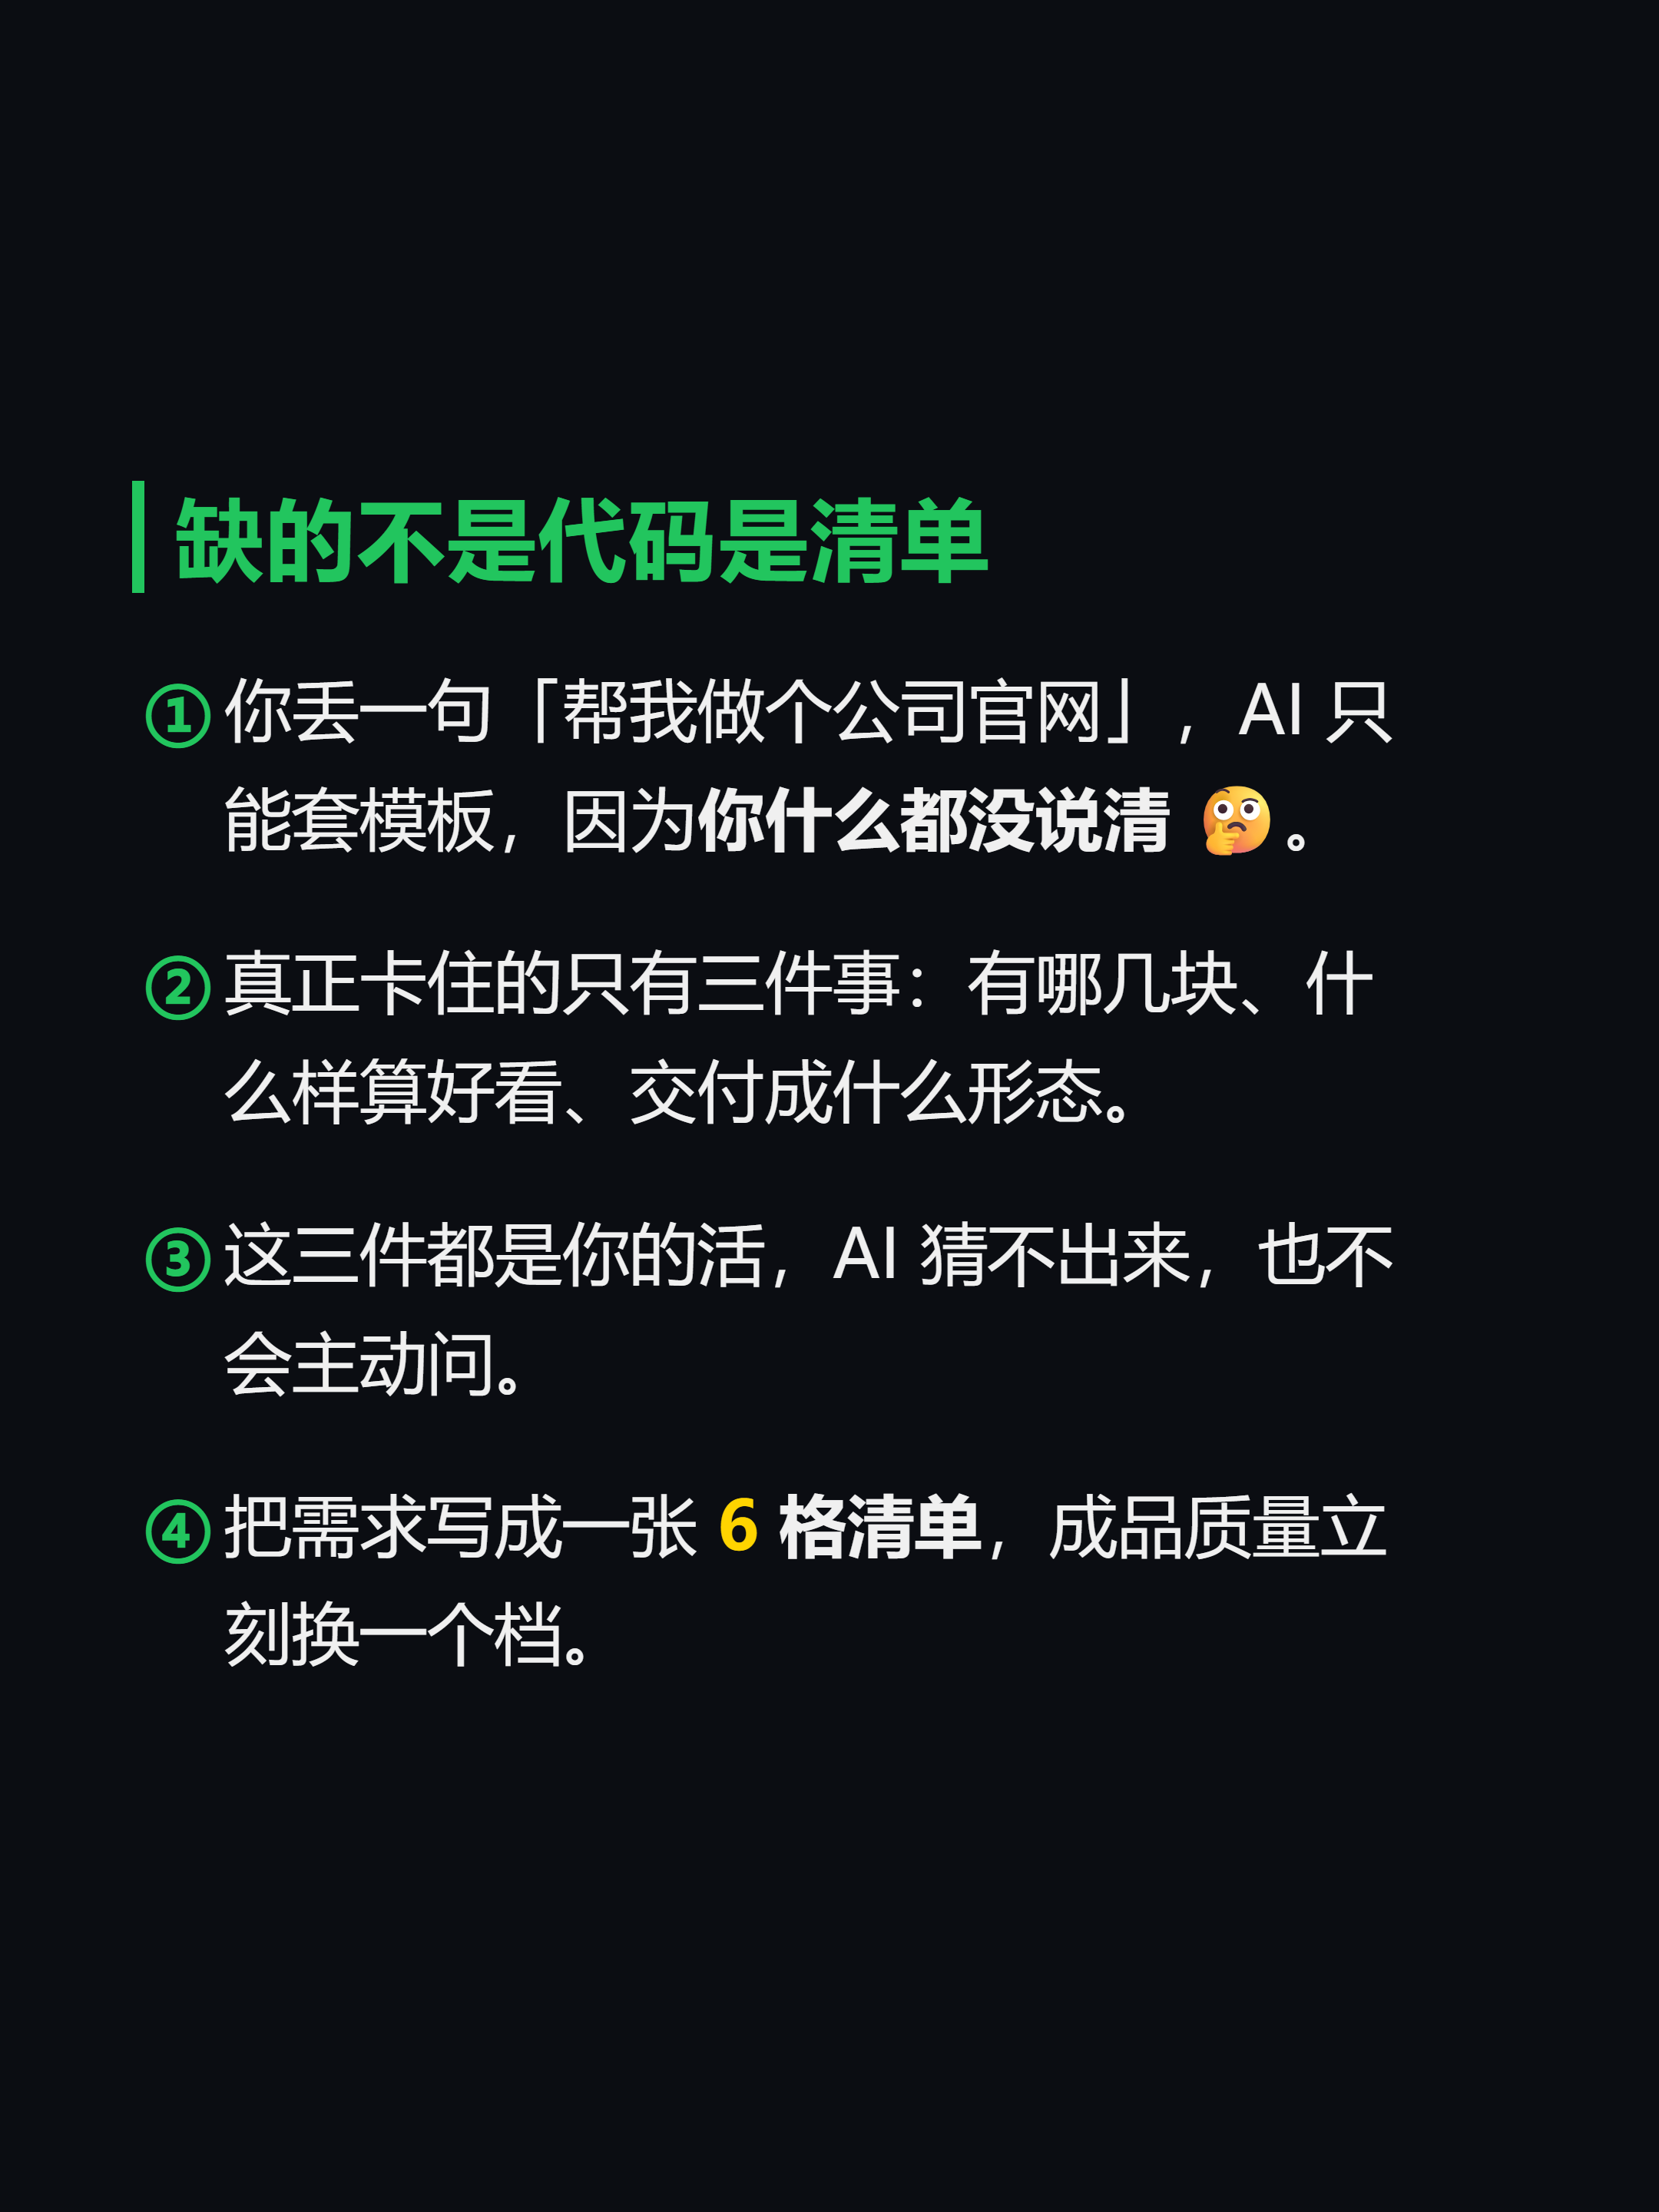 缺的不是代码是清单
① 你丢一句「帮我做个公司官网」，AI 只
能套模板，因为你什么都没说清 🤔。
② 真正卡住的只有三件事：有哪几块、什
么样算好看、交付成什么形态。
③ 这三件都是你的活，AI 猜不出来，也不
会主动问。
④ 把需求写成一张 6 格清单，成品质量立
刻换一个档。